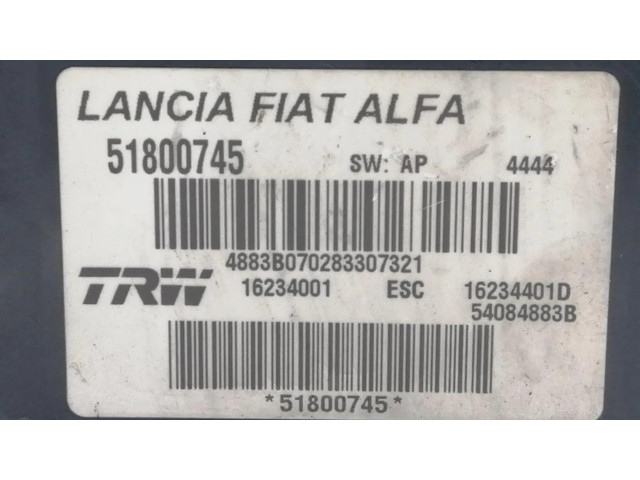 LANCIA FIAT ALFA
51800745 SW: AP 4444
4883B070283307321
TRW 16234001 ESC 16234401D
54084883B
*51800745*